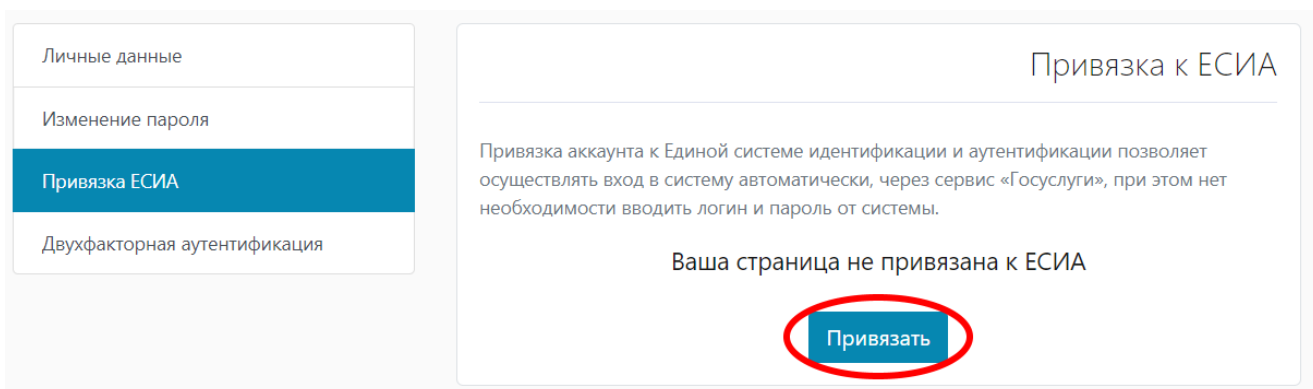 Личные данные
Изменение пароля
Привязка ЕСИА
Двухфакторная аутентификация
Привязка к ЕСИА
Привязка аккаунта к Единой системе идентификации и аутентификации позволяет
осуществлять вход в систему автоматически, через сервис «Госуслуги», при этом нет
необходимости вводить логин и пароль от системы.
Ваша страница не привязана к ЕСИА
Привязать